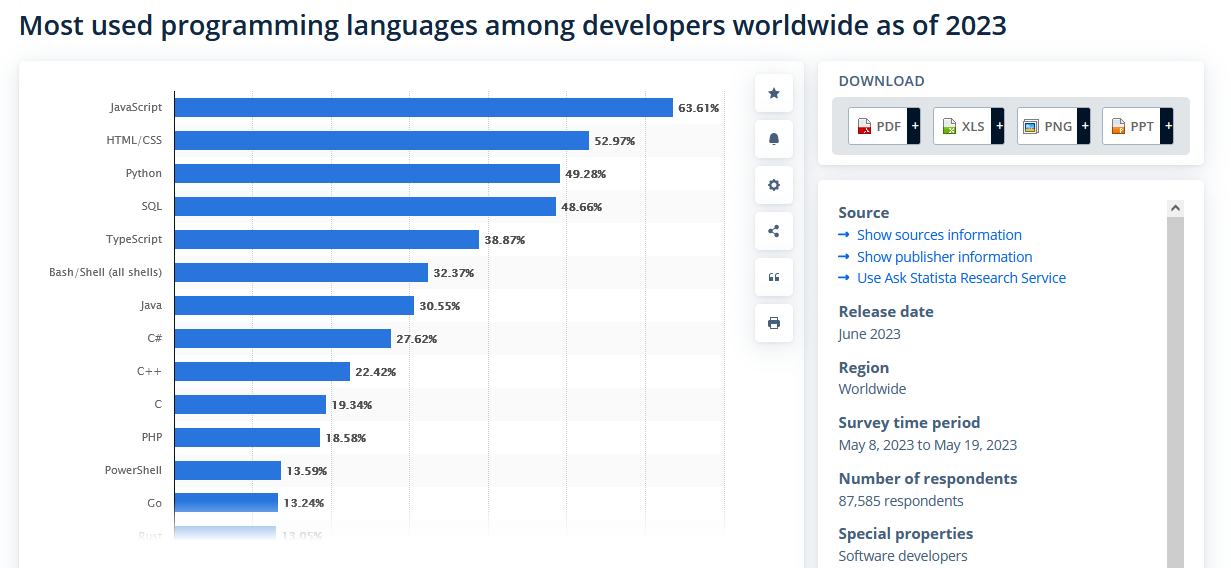 Most used programming languages among developers worldwide as of 2023
JavaScript 63.61%
HTML/CSS 52.97%
Python 49.28%
SQL 48.66%
TypeScript 38.87%
Bash/Shell (all shells) 32.37%
Java 30.55%
C# 27.62%
C++ 22.42%
C 19.34%
PHP 18.58%
PowerShell 13.59%
Go 13.24%
Rust 13.05%
DOWNLOAD
PDF + XLS + PNG + PPT +
Source
→ Show sources information
→ Show publisher information
→ Use Ask Statista Research Service
Release date
June 2023
Region
Worldwide
Survey time period
May 8, 2023 to May 19, 2023
Number of respondents
87,585 respondents
Special properties
Software developers